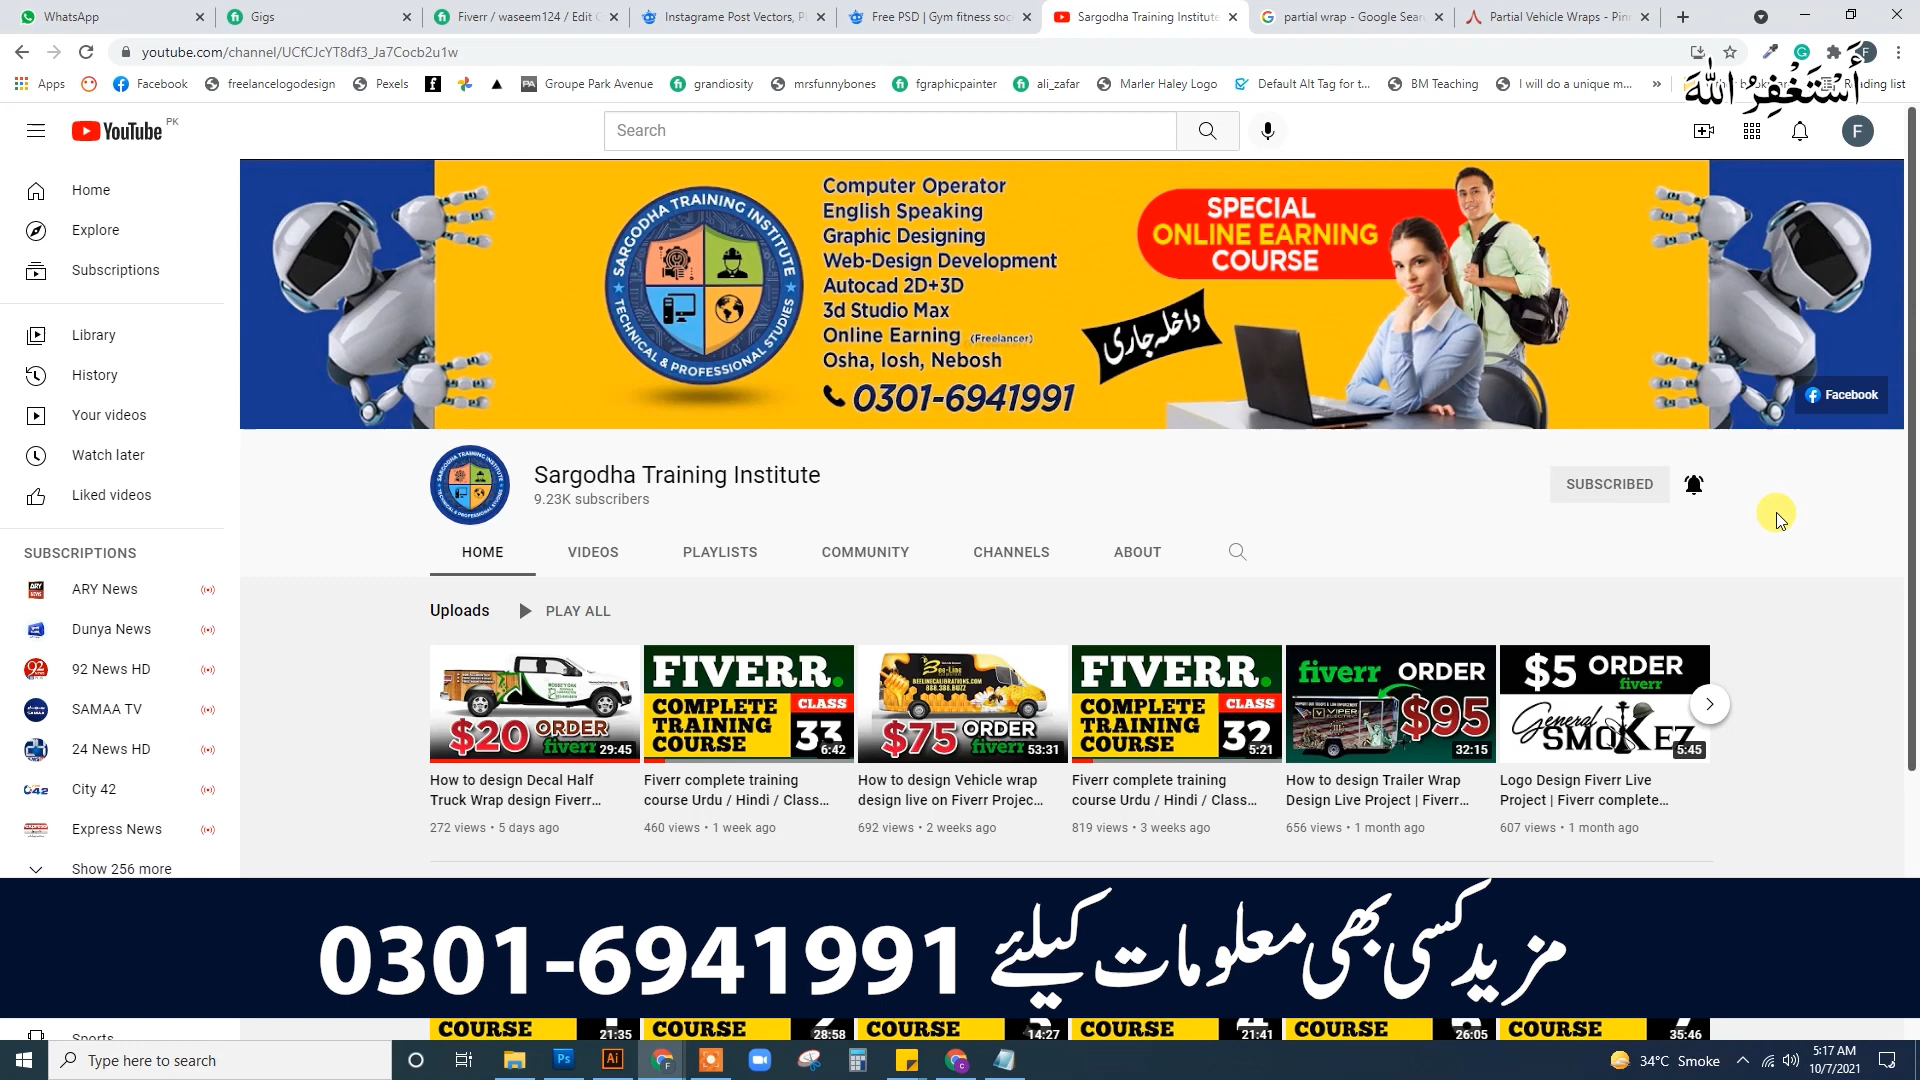 WhatsApp
Gigs
Fiverr / waseem124 / Edit G
Instagrame Post Vectors, P
Free PSD | Gym fitness soc
Sargodha Training Institute
partial wrap - Google Sear
Partial Vehicle Wraps - Pin
youtube.com/channel/UCfCJcYT8df3_Ja7Cocb2u1w
أَسْتَغْفِرُ اللّٰهَ
Apps
Facebook
freelancelogodesign
Pexels
Groupe Park Avenue
grandiosity
mrsfunnybones
fgraphicpainter
ali_zafar
Marler Haley Logo
Default Alt Tag for t...
BM Teaching
I will do a unique m...
YouTube PK
Search
F
Home
Explore
Subscriptions
Library
History
Your videos
Watch later
Liked videos
SUBSCRIPTIONS
ARY News
Dunya News
92 News HD
SAMAA TV
24 News HD
City 42
Express News
Show 256 more
Sports
SARGODHA TRAINING INSTITUTE
TECHNICAL & PROFESSIONAL STUDIES
Computer Operator
English Speaking
Graphic Designing
Web-Design Development
Autocad 2D+3D
3d Studio Max
Online Earning (Freelancer)
Osha, Iosh, Nebosh
0301-6941991
داخلہ جاری
SPECIAL
ONLINE EARNING
COURSE
Facebook
Sargodha Training Institute
9.23K subscribers
SUBSCRIBED
HOME
VIDEOS
PLAYLISTS
COMMUNITY
CHANNELS
ABOUT
Uploads
PLAY ALL
$20 ORDER
fiverr
29:45
How to design Decal Half
Truck Wrap design Fiverr...
272 views • 5 days ago
FIVERR.
COMPLETE
TRAINING
COURSE
CLASS
33
6:42
Fiverr complete training
course Urdu / Hindi / Class...
460 views • 1 week ago
Bee-Line
BEELINECALIBRATIONS.COM
888.388.BUZZ
$75 ORDER
fiverr
53:31
How to design Vehicle wrap
design live on Fiverr Projec...
692 views • 2 weeks ago
FIVERR.
COMPLETE
TRAINING
COURSE
CLASS
32
5:21
Fiverr complete training
course Urdu / Hindi / Class...
819 views • 3 weeks ago
fiverr ORDER
VIPER
$95
32:15
How to design Trailer Wrap
Design Live Project | Fiverr...
656 views • 1 month ago
$5 ORDER
fiverr
General
SMOKEZ
5:45
Logo Design Fiverr Live
Project | Fiverr complete...
607 views • 1 month ago
مزید کسی بھی معلومات کیلئے 0301-6941991
COURSE
21:35
COURSE
28:58
COURSE
14:27
COURSE
21:41
COURSE
26:05
COURSE
35:46
Type here to search
34°C Smoke
5:17 AM
10/7/2021